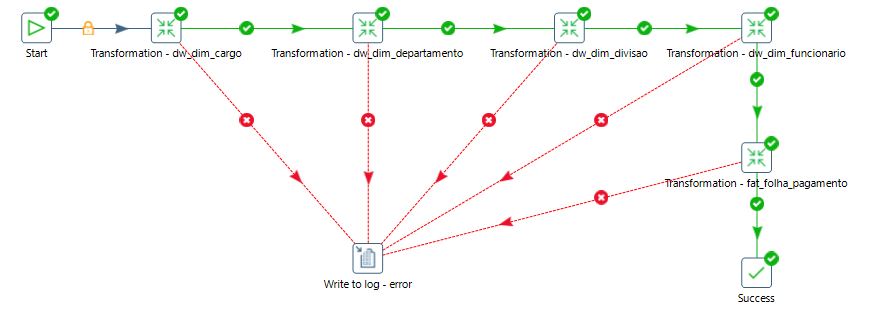 Start
Transformation - dw_dim_cargo
Transformation - dw_dim_departamento
Transformation - dw_dim_divisao
Transformation - dw_dim_funcionario
Transformation - fat_folha_pagamento
Write to log - error
Success